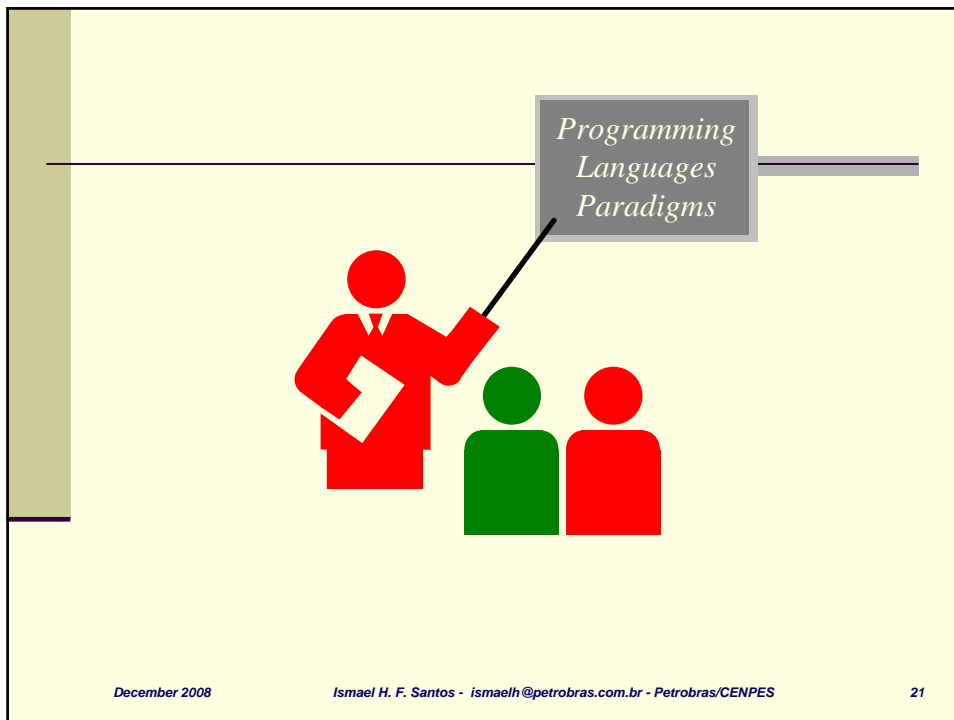 Programming
Languages
Paradigms
December 2008 Ismael H. F. Santos - ismaelh@petrobras.com.br - Petrobras/CENPES 21